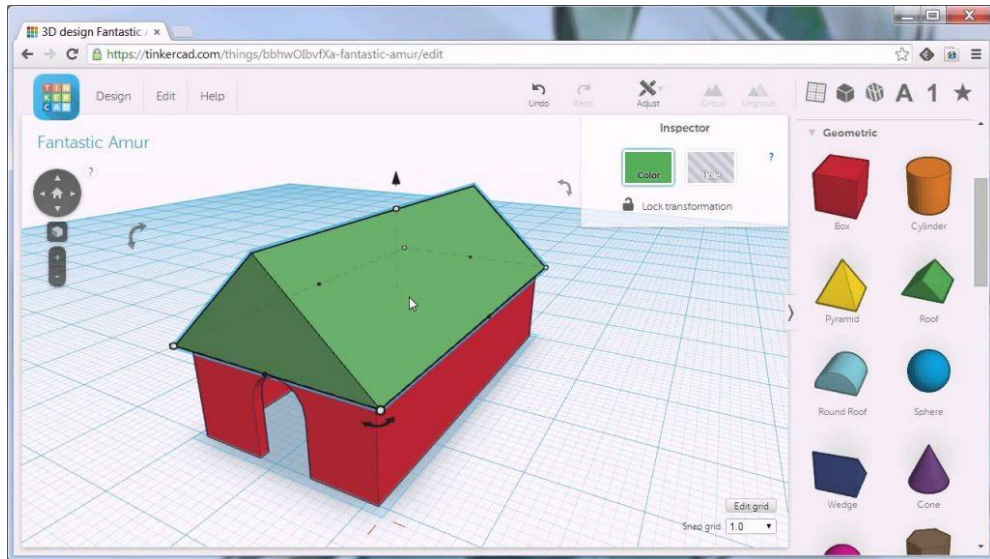 3D design Fantastic A
https://tinkercad.com/things/bbhwOIbvfXa-fantastic-amur/edit
TIN
KER
CAD
Design Edit Help
Undo Redo Adjust Group Ungroup
A 1
Fantastic Amur
?
Inspector
Color Hole
?
Lock transformation
Geometric
Box Cylinder
Pyramid Roof
Round Roof Sphere
Wedge Cone
Edit grid
Snap grid 1.0